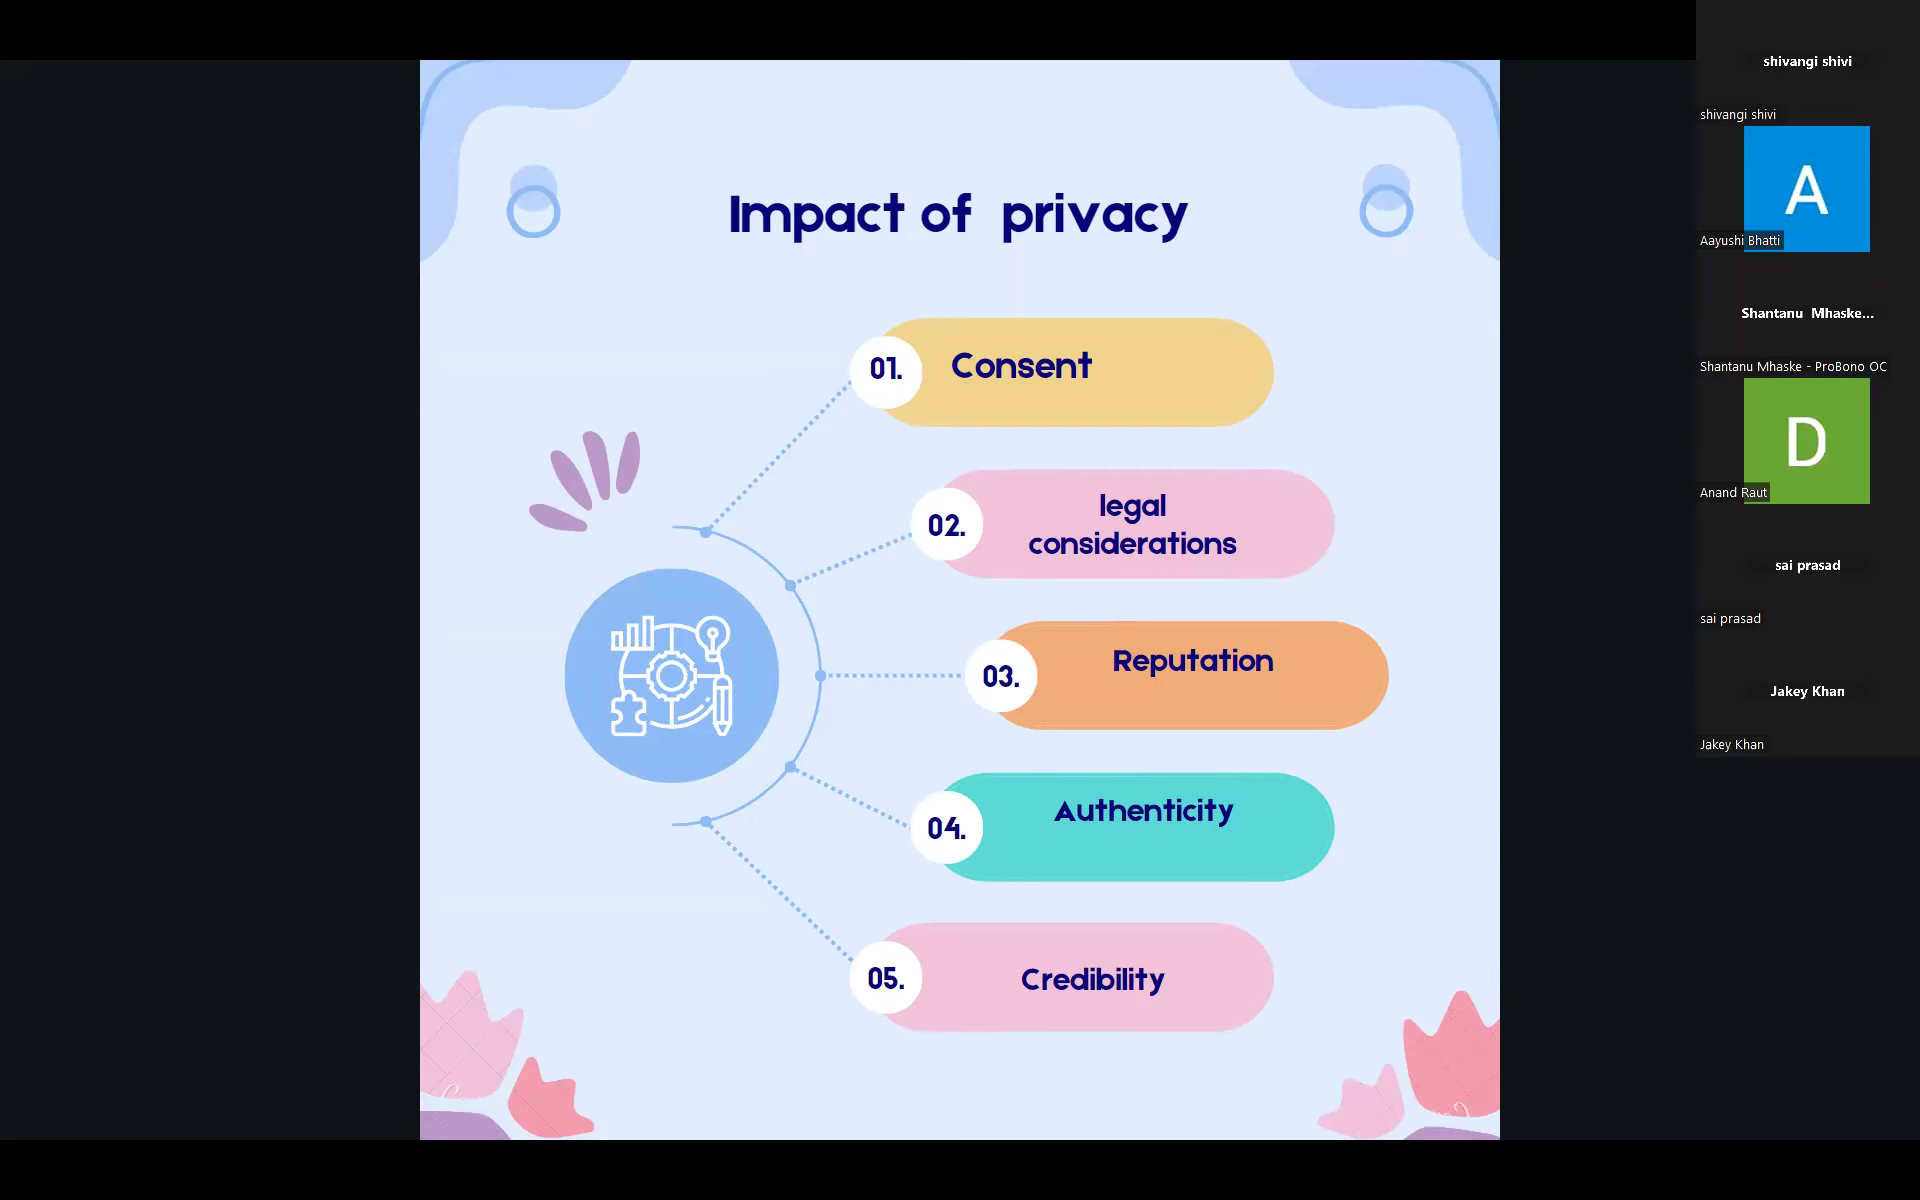 Impact of privacy
01.
Consent
02.
legal
considerations
03.
Reputation
04.
Authenticity
05.
Credibility
shivangi shivi
shivangi shivi
A
Aayushi Bhatti
Shantanu Mhaske...
Shantanu Mhaske - ProBono OC
D
Anand Raut
sai prasad
sai prasad
Jakey Khan
Jakey Khan